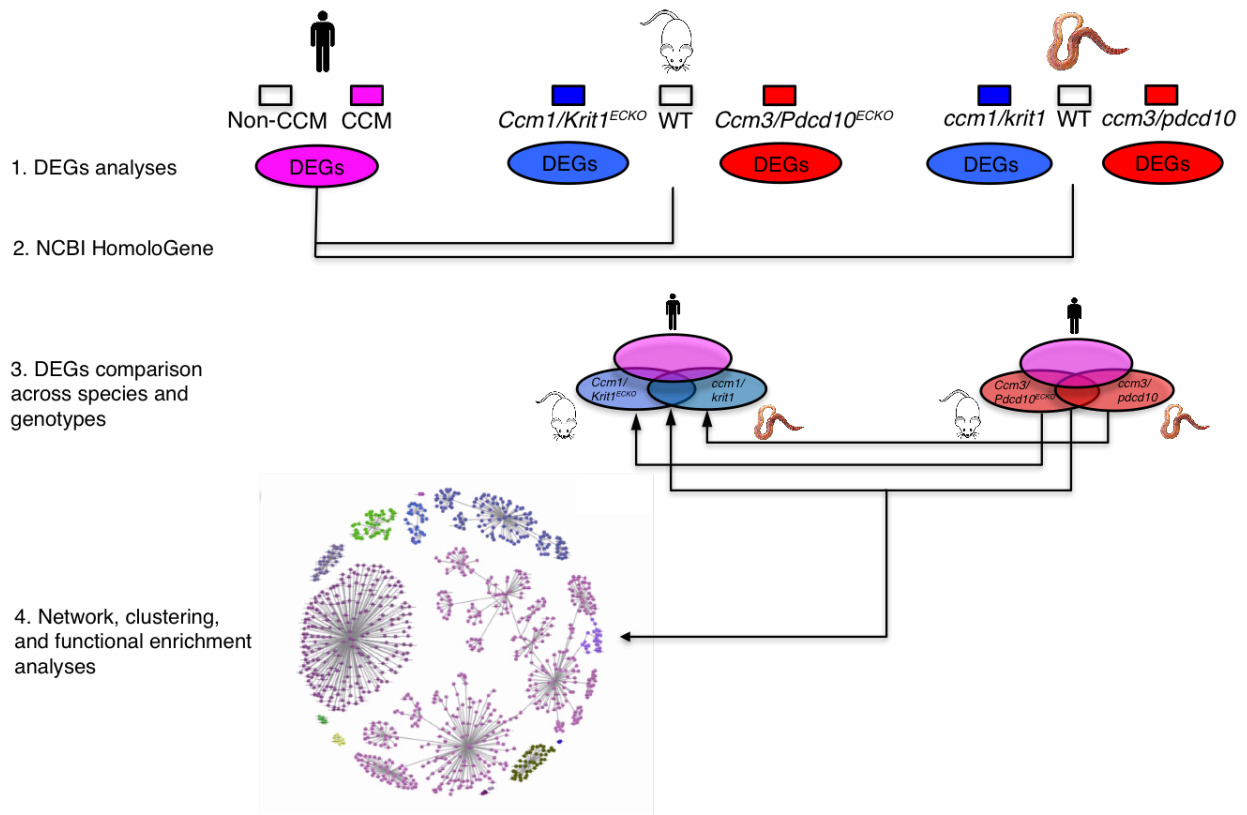 Non-CCM CCM Ccm1/Krit1ECKO WT Ccm3/Pdcd10ECKO ccm1/krit1 WT ccm3/pdcd10
1. DEGs analyses DEGs DEGs DEGs DEGs DEGs
2. NCBI HomoloGene
3. DEGs comparison
across species and
genotypes
Ccm1/
Krit1ECKO
ccm1/
krit1
Ccm3/
Pdcd10ECKO
ccm3/
pdcd10
4. Network, clustering,
and functional enrichment
analyses